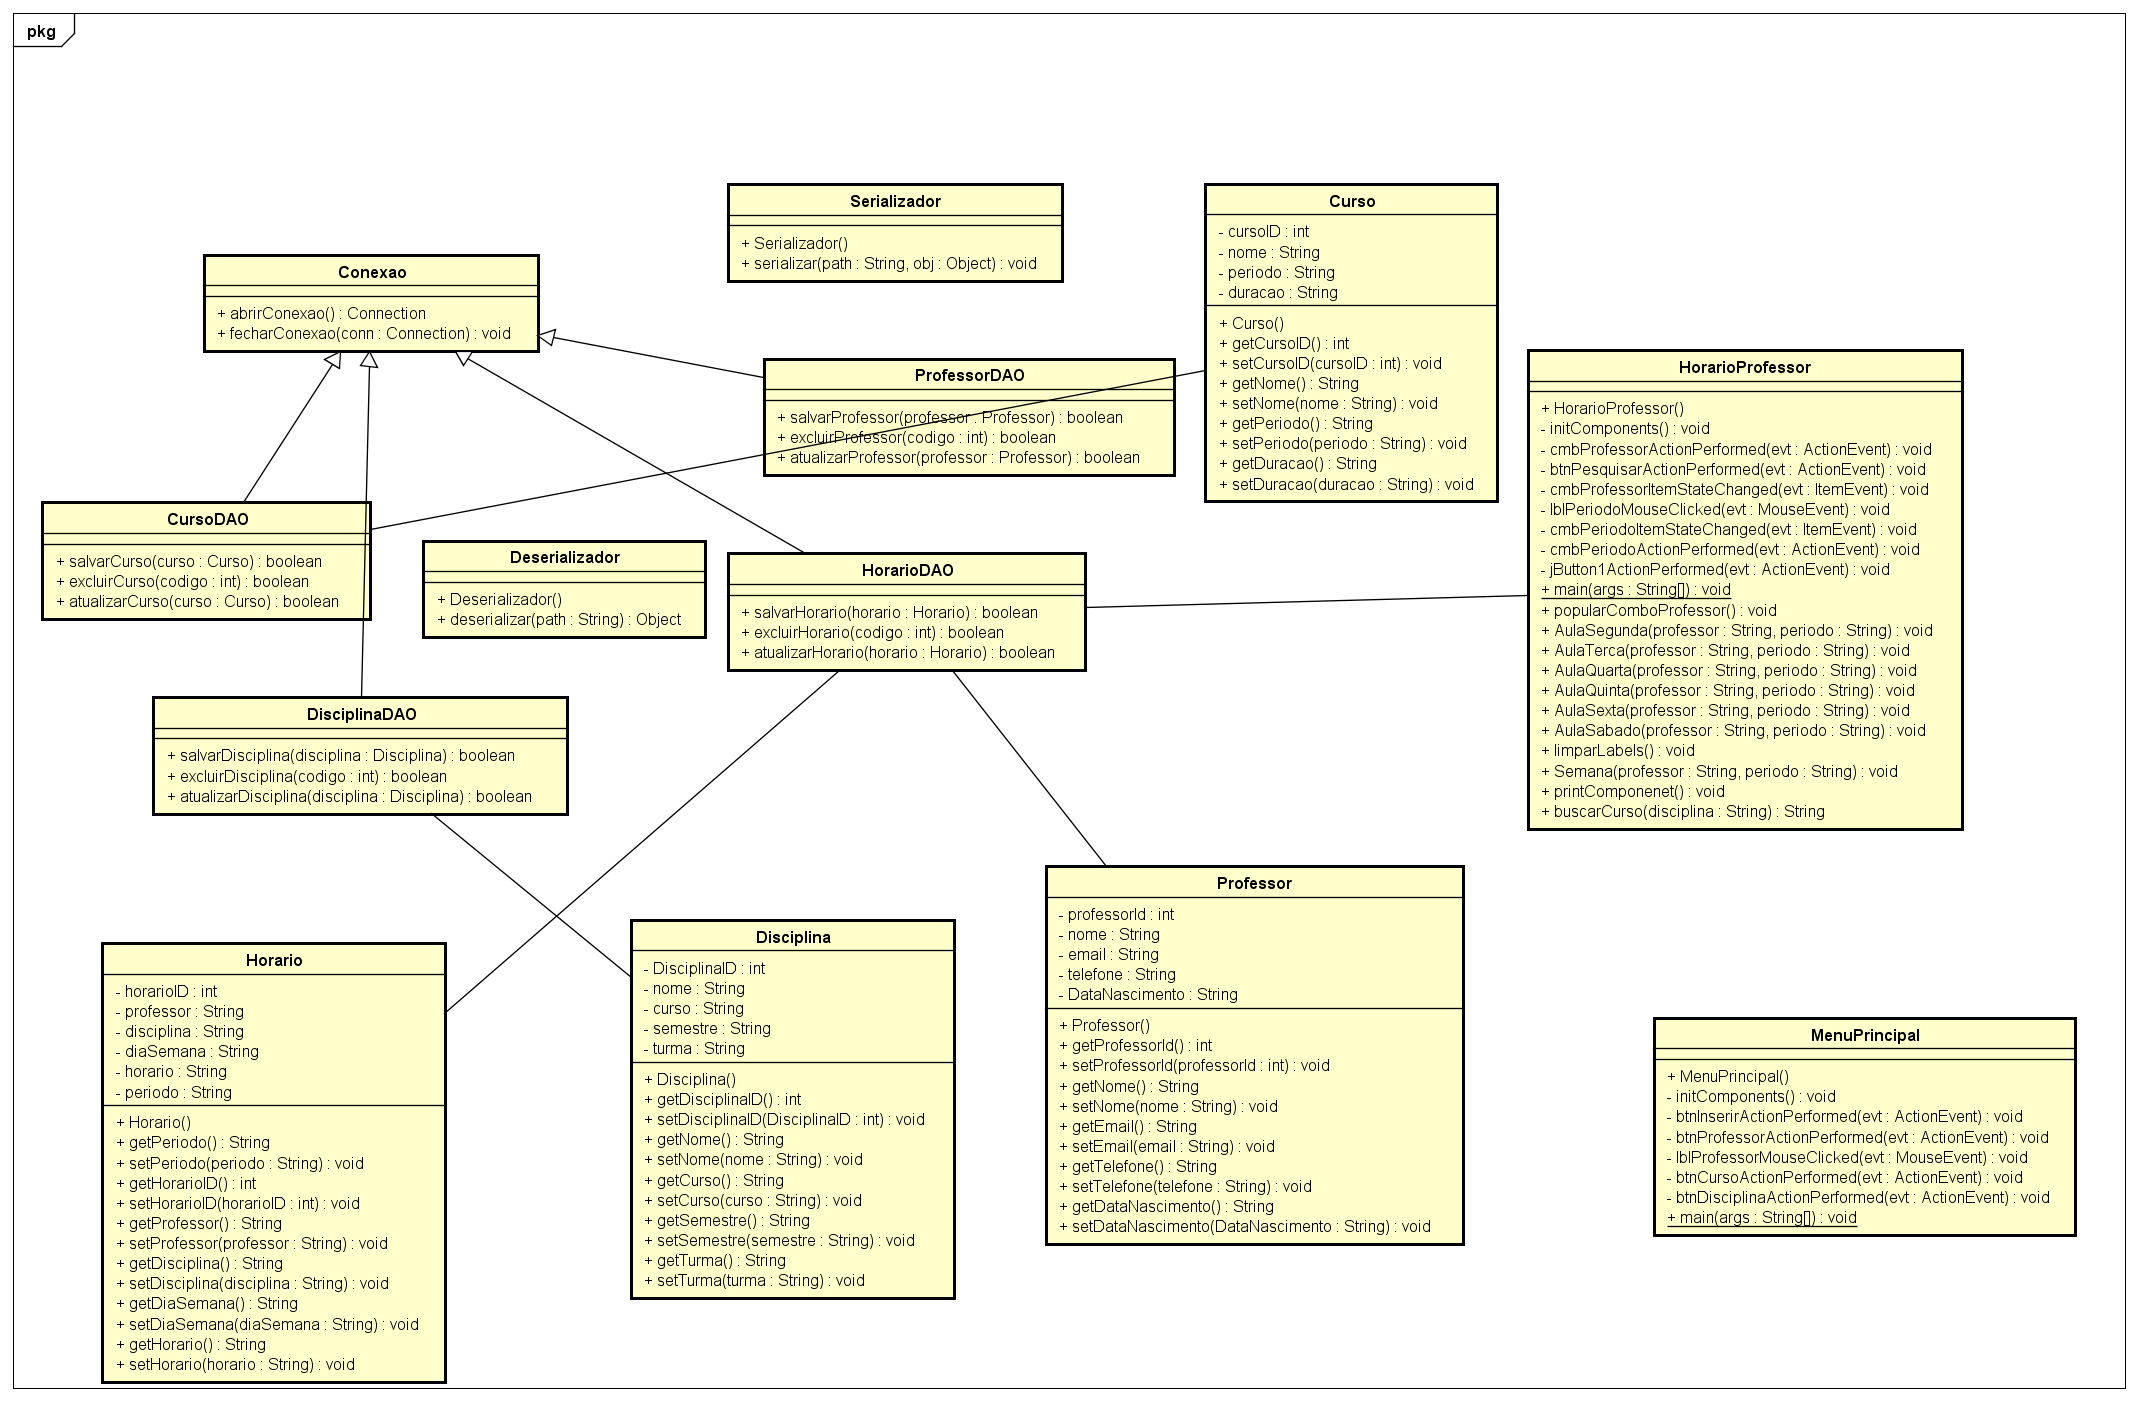 pkg
Serializador
+ Serializador()
+ serializar(path : String, obj : Object) : void
Curso
- cursoID : int
- nome : String
- periodo : String
- duracao : String
+ Curso()
+ getCursoID() : int
+ setCursoID(cursoID : int) : void
+ getNome() : String
+ setNome(nome : String) : void
+ getPeriodo() : String
+ setPeriodo(periodo : String) : void
+ getDuracao() : String
+ setDuracao(duracao : String) : void
Conexao
+ abrirConexao() : Connection
+ fecharConexao(conn : Connection) : void
ProfessorDAO
+ salvarProfessor(professor : Professor) : boolean
+ excluirProfessor(codigo : int) : boolean
+ atualizarProfessor(professor : Professor) : boolean
HorarioProfessor
+ HorarioProfessor()
- initComponents() : void
- cmbProfessorActionPerformed(evt : ActionEvent) : void
- btnPesquisarActionPerformed(evt : ActionEvent) : void
- cmbProfessorItemStateChanged(evt : ItemEvent) : void
- lblPeriodoMouseClicked(evt : MouseEvent) : void
- cmbPeriodoItemStateChanged(evt : ItemEvent) : void
- cmbPeriodoActionPerformed(evt : ActionEvent) : void
- jButton1ActionPerformed(evt : ActionEvent) : void
+ main(args : String[]) : void
+ popularComboProfessor() : void
+ AulaSegunda(professor : String, periodo : String) : void
+ AulaTerca(professor : String, periodo : String) : void
+ AulaQuarta(professor : String, periodo : String) : void
+ AulaQuinta(professor : String, periodo : String) : void
+ AulaSexta(professor : String, periodo : String) : void
+ AulaSabado(professor : String, periodo : String) : void
+ limparLabels() : void
+ Semana(professor : String, periodo : String) : void
+ printComponenet() : void
+ buscarCurso(disciplina : String) : String
CursoDAO
+ salvarCurso(curso : Curso) : boolean
+ excluirCurso(codigo : int) : boolean
+ atualizarCurso(curso : Curso) : boolean
Deserializador
+ Deserializador()
+ deserializar(path : String) : Object
HorarioDAO
+ salvarHorario(horario : Horario) : boolean
+ excluirHorario(codigo : int) : boolean
+ atualizarHorario(horario : Horario) : boolean
DisciplinaDAO
+ salvarDisciplina(disciplina : Disciplina) : boolean
+ excluirDisciplina(codigo : int) : boolean
+ atualizarDisciplina(disciplina : Disciplina) : boolean
Horario
- horarioID : int
- professor : String
- disciplina : String
- diaSemana : String
- horario : String
- periodo : String
+ Horario()
+ getPeriodo() : String
+ setPeriodo(periodo : String) : void
+ getHorarioID() : int
+ setHorarioID(horarioID : int) : void
+ getProfessor() : String
+ setProfessor(professor : String) : void
+ getDisciplina() : String
+ setDisciplina(disciplina : String) : void
+ getDiaSemana() : String
+ setDiaSemana(diaSemana : String) : void
+ getHorario() : String
+ setHorario(horario : String) : void
Disciplina
- DisciplinaID : int
- nome : String
- curso : String
- semestre : String
- turma : String
+ Disciplina()
+ getDisciplinaID() : int
+ setDisciplinaID(DisciplinaID : int) : void
+ getNome() : String
+ setNome(nome : String) : void
+ getCurso() : String
+ setCurso(curso : String) : void
+ getSemestre() : String
+ setSemestre(semestre : String) : void
+ getTurma() : String
+ setTurma(turma : String) : void
Professor
- professorId : int
- nome : String
- email : String
- telefone : String
- DataNascimento : String
+ Professor()
+ getProfessorId() : int
+ setProfessorId(professorId : int) : void
+ getNome() : String
+ setNome(nome : String) : void
+ getEmail() : String
+ setEmail(email : String) : void
+ getTelefone() : String
+ setTelefone(telefone : String) : void
+ getDataNascimento() : String
+ setDataNascimento(DataNascimento : String) : void
MenuPrincipal
+ MenuPrincipal()
- initComponents() : void
- btnInserirActionPerformed(evt : ActionEvent) : void
- btnProfessorActionPerformed(evt : ActionEvent) : void
- lblProfessorMouseClicked(evt : MouseEvent) : void
- btnCursoActionPerformed(evt : ActionEvent) : void
- btnDisciplinaActionPerformed(evt : ActionEvent) : void
+ main(args : String[]) : void